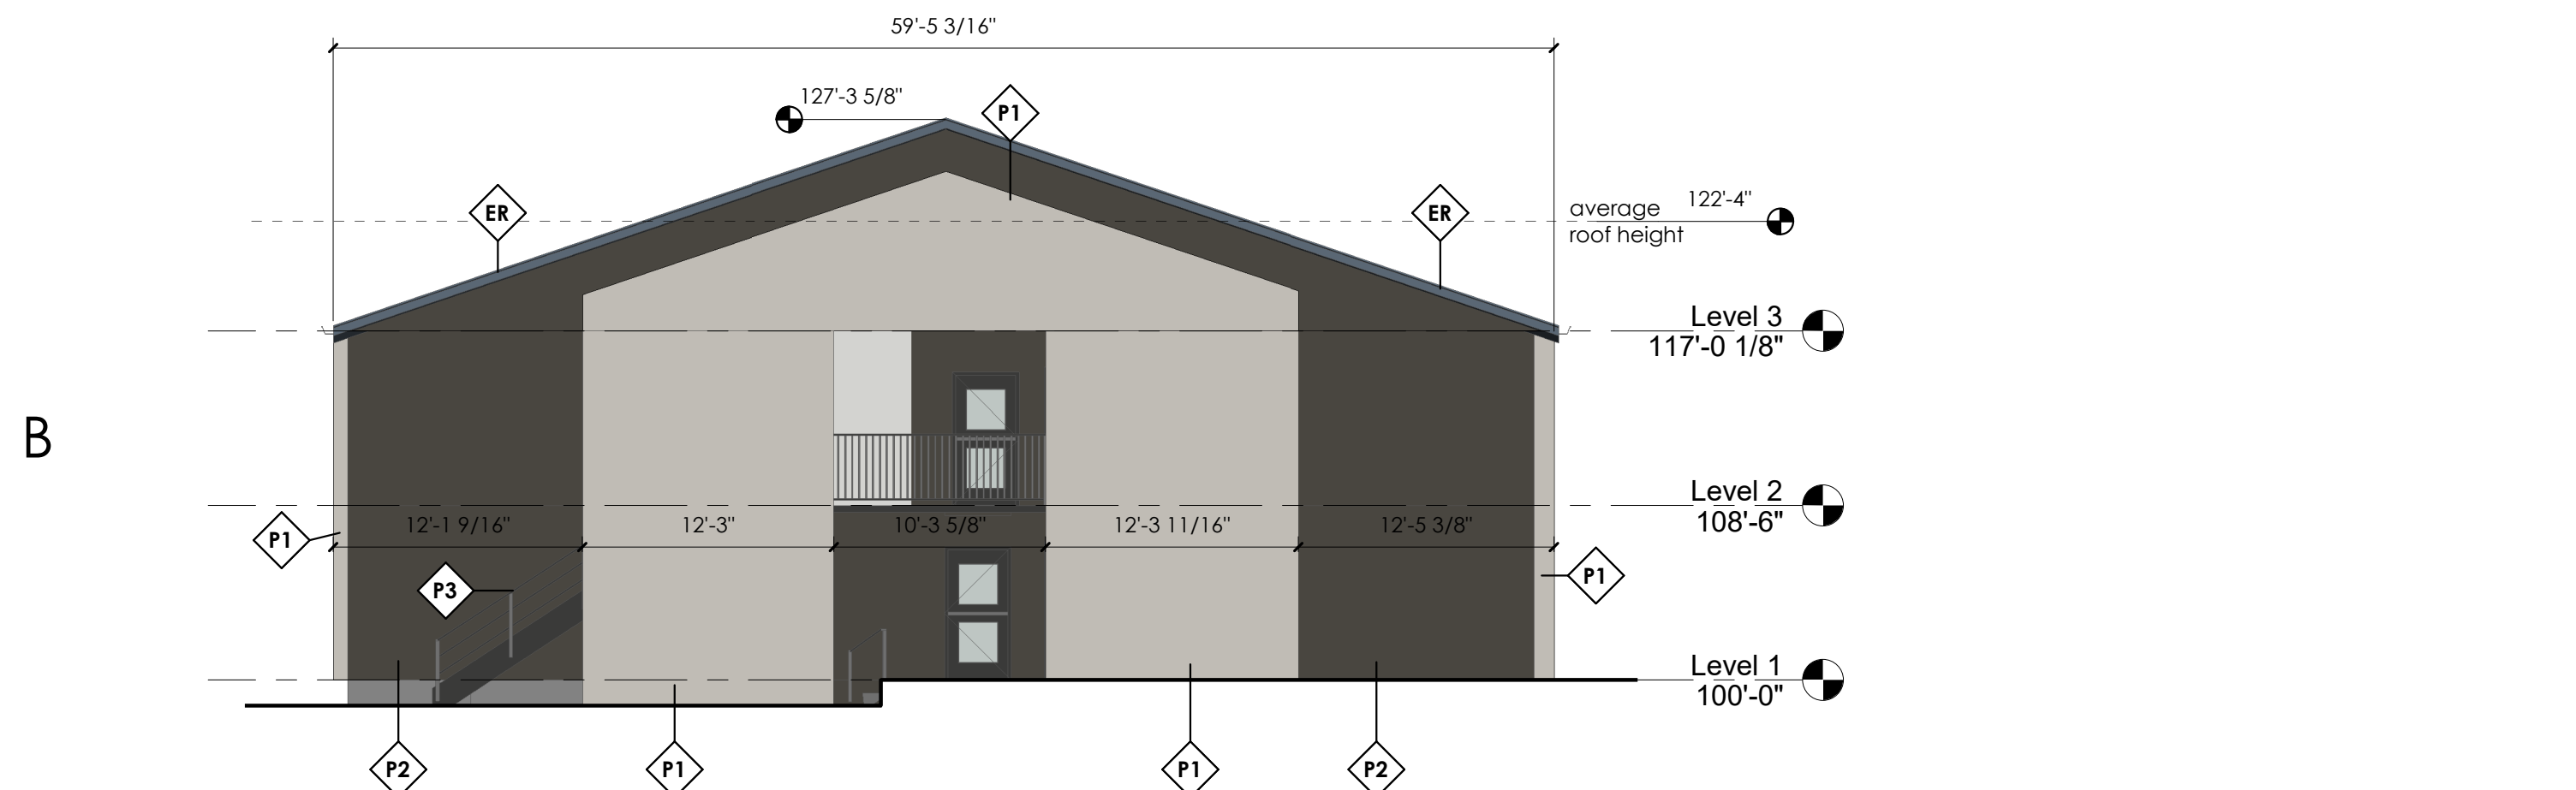 59'-5 3/16"
127'-3 5/8"
P1
ER
ER
average 122'-4"
roof height
Level 3
117'-0 1/8"
B
Level 2
108'-6"
12'-1 9/16" 12'-3" 10'-3 5/8" 12'-3 11/16" 12'-5 3/8"
P1
P3
P1
Level 1
100'-0"
P2
P1
P1
P2